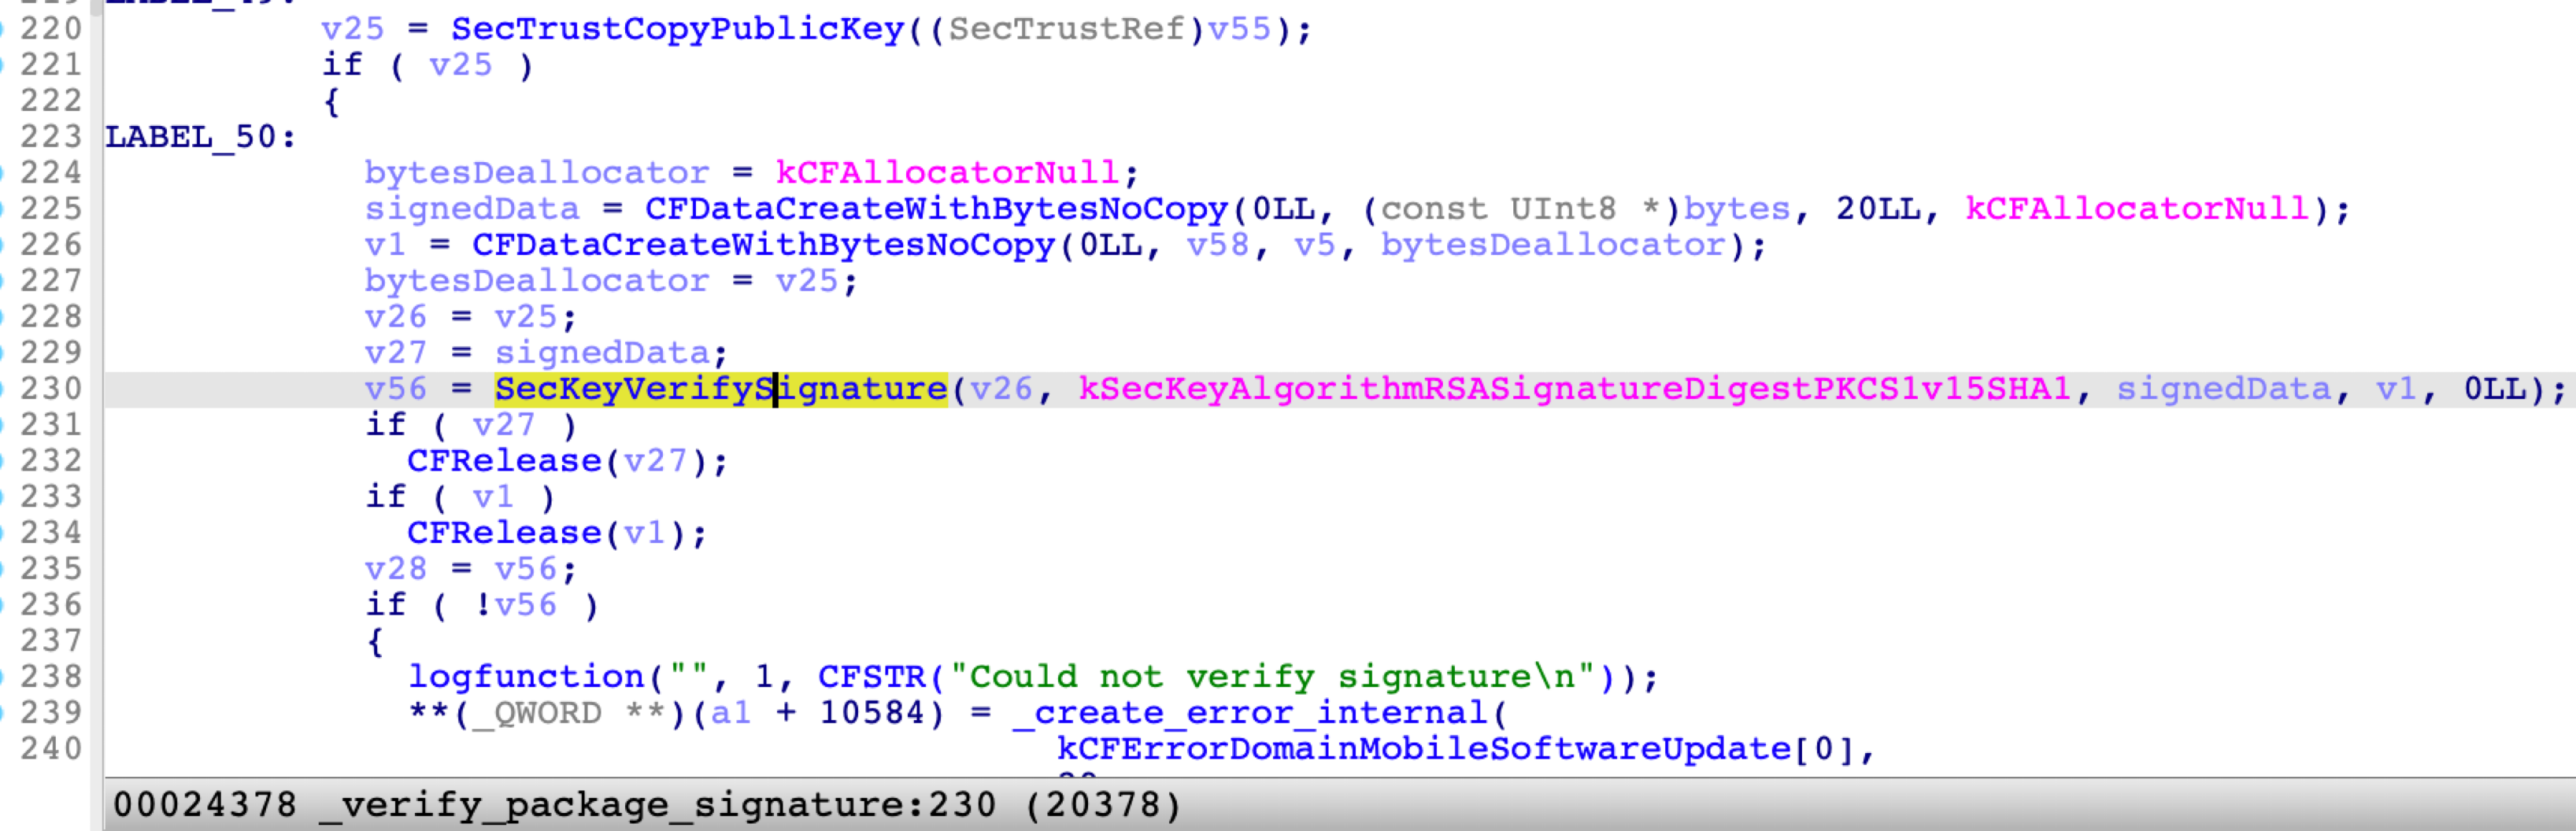 220 v25 = SecTrustCopyPublicKey((SecTrustRef)v55);
221 if ( v25 )
222 {
223 LABEL_50:
224 bytesDeallocator = kCFAllocatorNull;
225 signedData = CFDataCreateWithBytesNoCopy(0LL, (const UInt8 *)bytes, 20LL, kCFAllocatorNull);
226 v1 = CFDataCreateWithBytesNoCopy(0LL, v58, v5, bytesDeallocator);
227 bytesDeallocator = v25;
228 v26 = v25;
229 v27 = signedData;
230 v56 = SecKeyVerifySignature(v26, kSecKeyAlgorithmRSASignatureDigestPKCS1v15SHA1, signedData, v1, 0LL);
231 if ( v27 )
232 CFRelease(v27);
233 if ( v1 )
234 CFRelease(v1);
235 v28 = v56;
236 if ( !v56 )
237 {
238 logfunction("", 1, CFSTR("Could not verify signature\n"));
239 **(_QWORD **)(a1 + 10584) = _create_error_internal(
240 kCFErrorDomainMobileSoftwareUpdate[0],
00024378 _verify_package_signature:230 (20378)